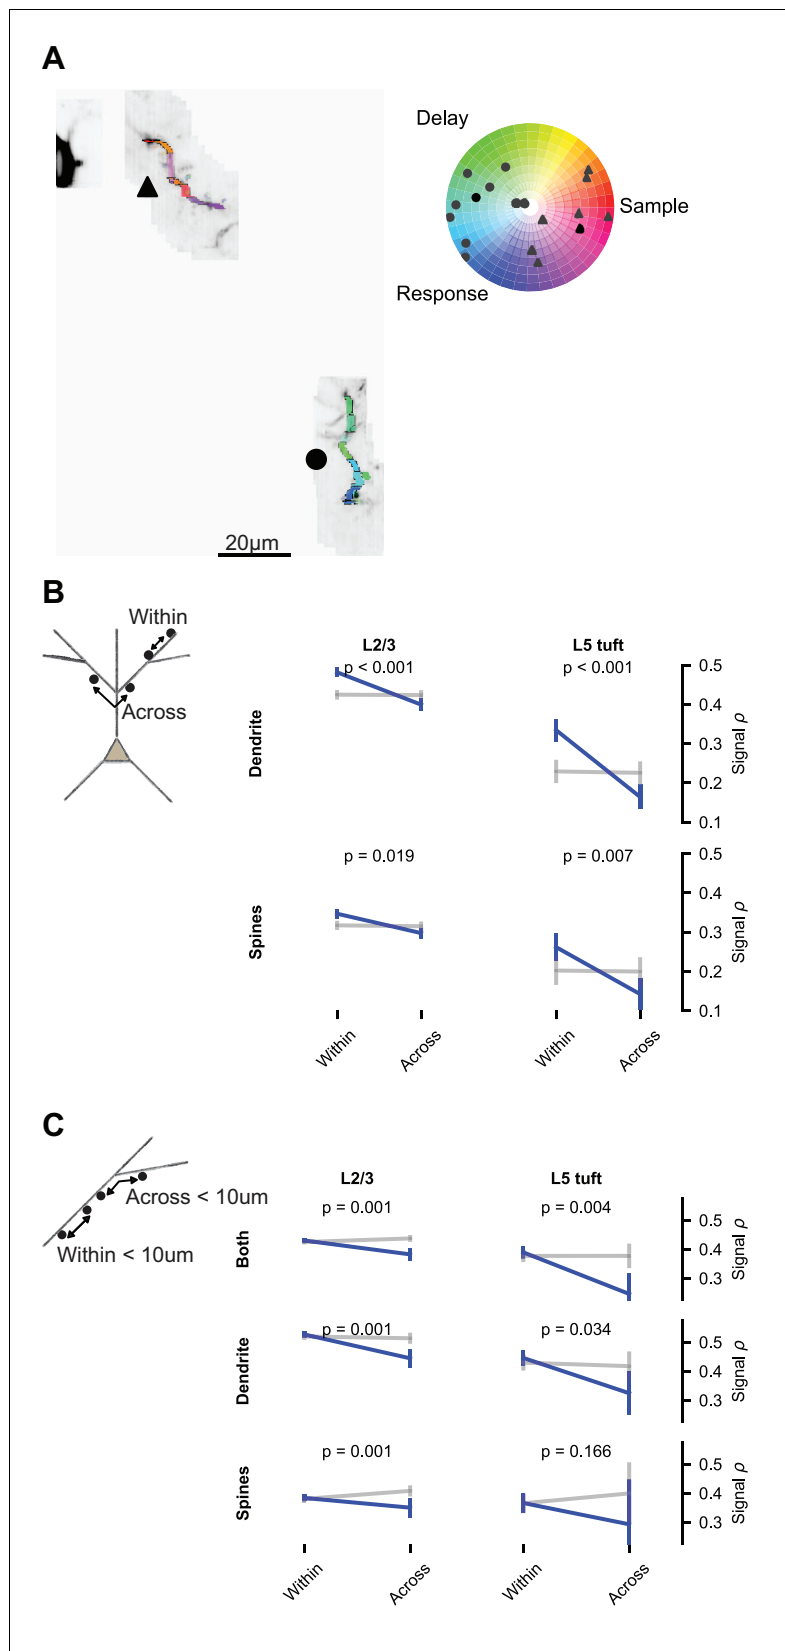 A
Delay
Sample
Response
20µm
B
Within
Across
L2/3
L5 tuft
p < 0.001
p < 0.001
Dendrite
0.5
0.4
0.3
0.2
0.1
Signal ρ
p = 0.019
p = 0.007
Spines
0.5
0.4
0.3
0.2
0.1
Signal ρ
Within
Across
Within
Across
C
Across < 10um
Within < 10um
L2/3
L5 tuft
p = 0.001
p = 0.004
Both
0.5
0.4
0.3
Signal ρ
p = 0.001
p = 0.034
Dendrite
0.5
0.4
0.3
Signal ρ
p = 0.001
p = 0.166
Spines
0.5
0.4
0.3
Signal ρ
Within
Across
Within
Across